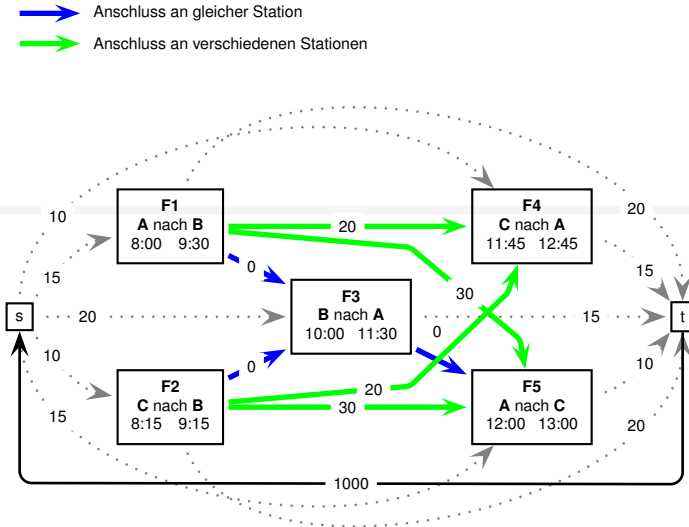 Anschluss an gleicher Station
Anschluss an verschiedenen Stationen
F1
A nach B
8:00 9:30
F4
C nach A
11:45 12:45
10
20
20
0
15
15
30
F3
B nach A
10:00 11:30
s
20
0
15
t
10
0
20
10
F2
C nach B
8:15 9:15
F5
A nach C
12:00 13:00
15
30
20
1000